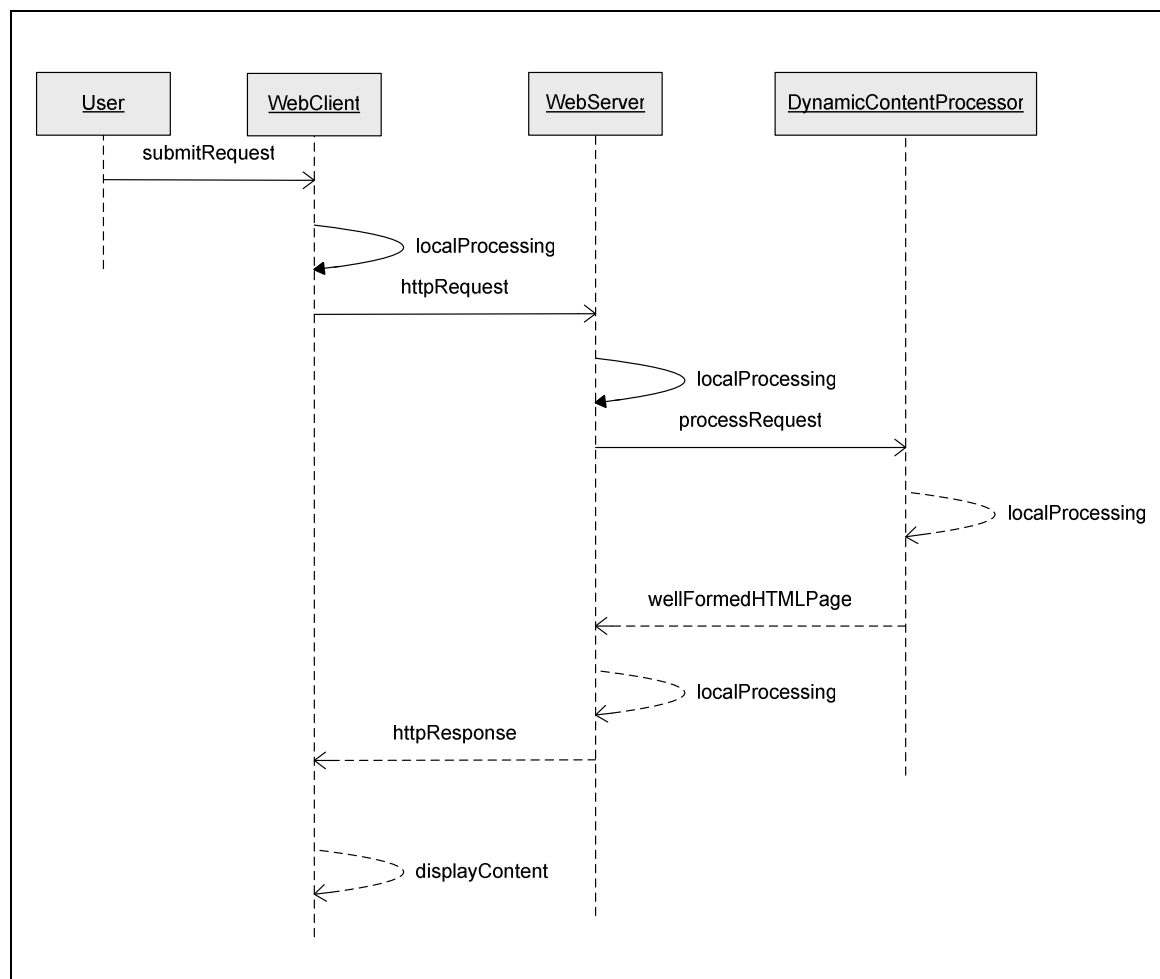 User
WebClient
WebServer
DynamicContentProcessor
submitRequest
localProcessing
httpRequest
localProcessing
processRequest
localProcessing
wellFormedHTMLPage
localProcessing
httpResponse
displayContent